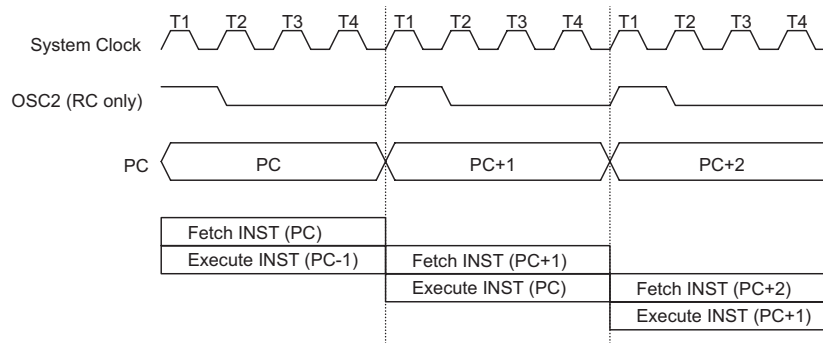 T1 T2 T3 T4 T1 T2 T3 T4 T1 T2 T3 T4
System Clock
OSC2 (RC only)
PC PC PC+1 PC+2
Fetch INST (PC)
Execute INST (PC-1) Fetch INST (PC+1)
Execute INST (PC) Fetch INST (PC+2)
Execute INST (PC+1)